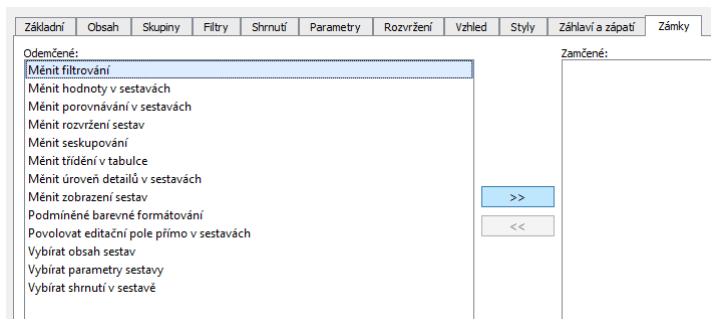 Základní Obsah Skupiny Filtry Shrnutí Parametry Rozvržení Vzhled Styly Záhlaví a zápatí Zámky
Odemčené: Zamčené:
Měnit filtrování
Měnit hodnoty v sestavách
Měnit porovnávání v sestavách
Měnit rozvržení sestav
Měnit seskupování
Měnit třídění v tabulce
Měnit úroveň detailů v sestavách
Měnit zobrazení sestav
>>
Podmíněné barevné formátování
Povolovat editační pole přímo v sestavách
<<
Vybírat obsah sestav
Vybírat parametry sestavy
Vybírat shrnutí v sestavě